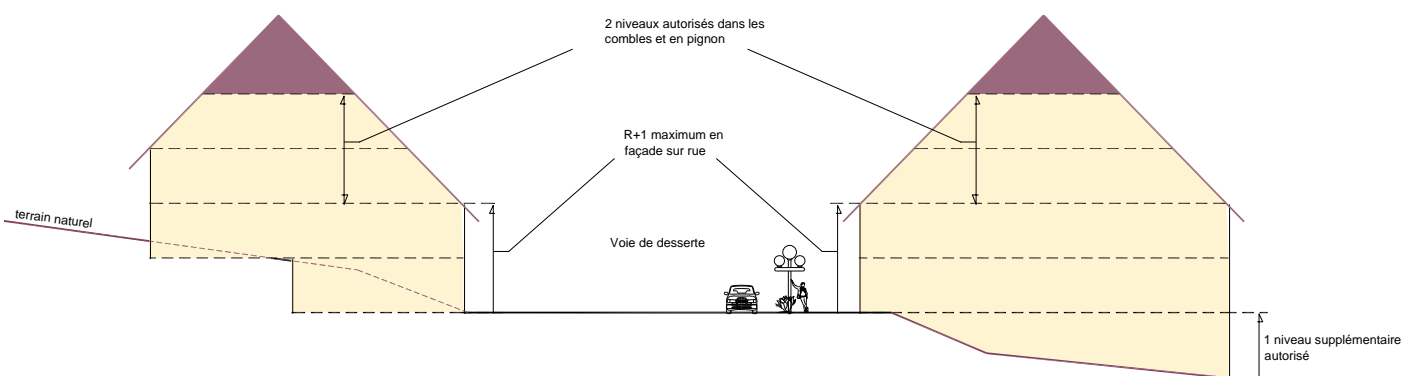 2 niveaux autorisés dans les
combles et en pignon
R+1 maximum en
façade sur rue
terrain naturel
Voie de desserte
1 niveau supplémentaire
autorisé